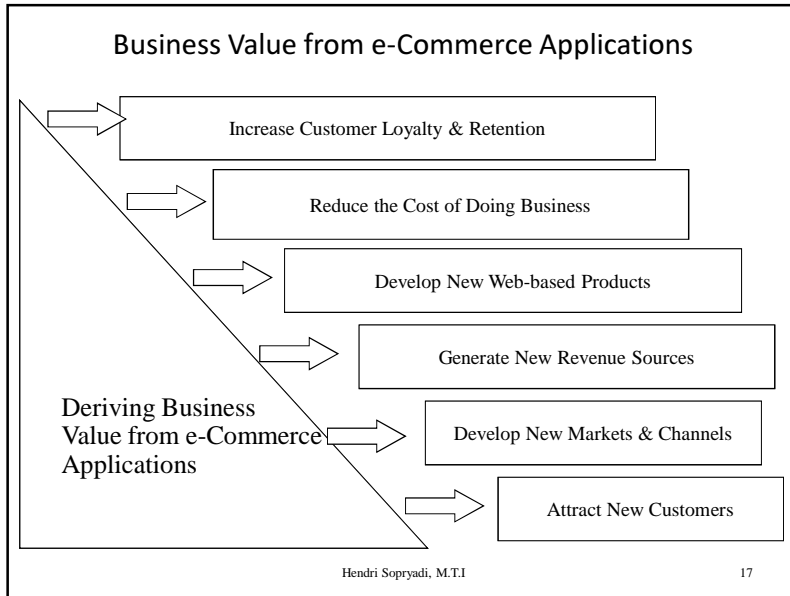 Business Value from e-Commerce Applications
Increase Customer Loyalty & Retention
Reduce the Cost of Doing Business
Develop New Web-based Products
Generate New Revenue Sources
Deriving Business
Value from e-Commerce
Applications
Develop New Markets & Channels
Attract New Customers
Hendri Sopryadi, M.T.I
17